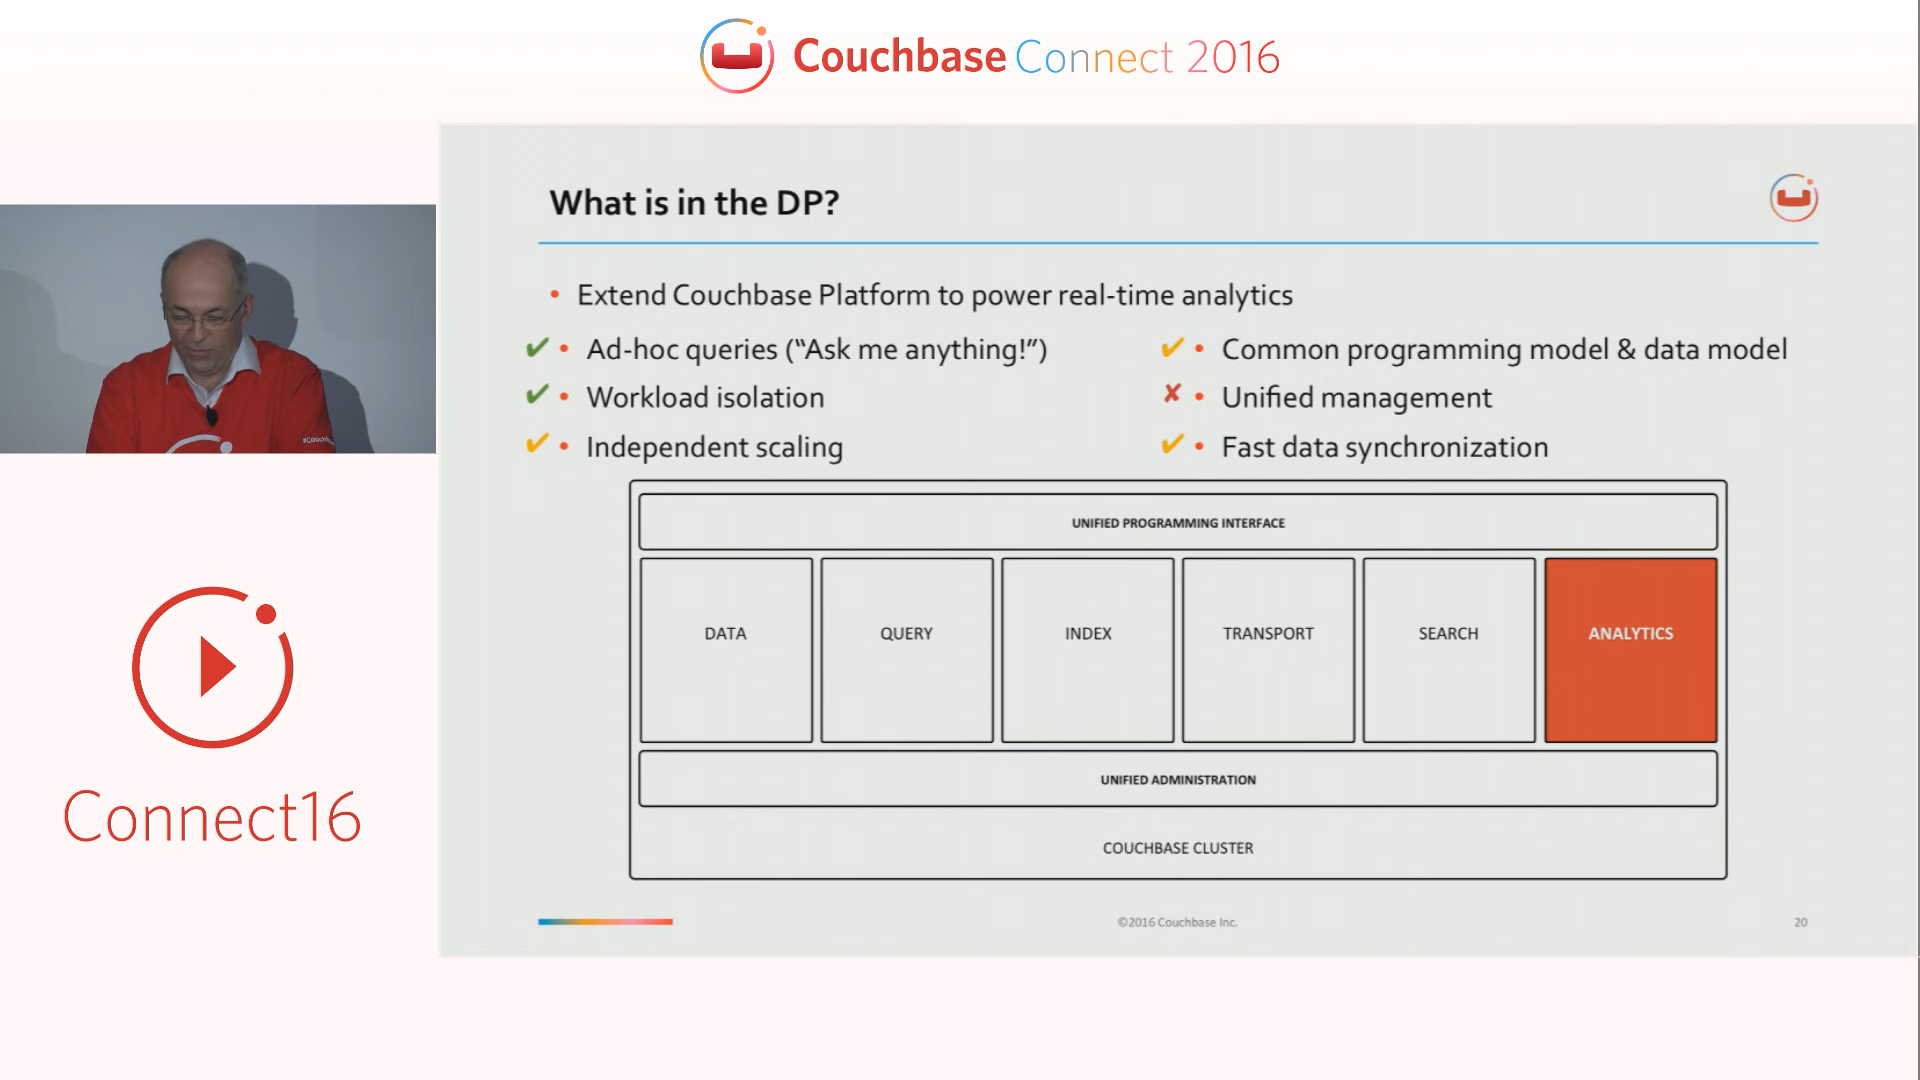 Couchbase Connect 2016
What is in the DP?
• Extend Couchbase Platform to power real-time analytics
✔ • Ad-hoc queries (“Ask me anything!”)
✔ • Workload isolation
✔ • Independent scaling
✔ • Common programming model & data model
✘ • Unified management
✔ • Fast data synchronization
UNIFIED PROGRAMMING INTERFACE
DATA
QUERY
INDEX
TRANSPORT
SEARCH
ANALYTICS
UNIFIED ADMINISTRATION
COUCHBASE CLUSTER
©2016 Couchbase Inc.
20
Connect16